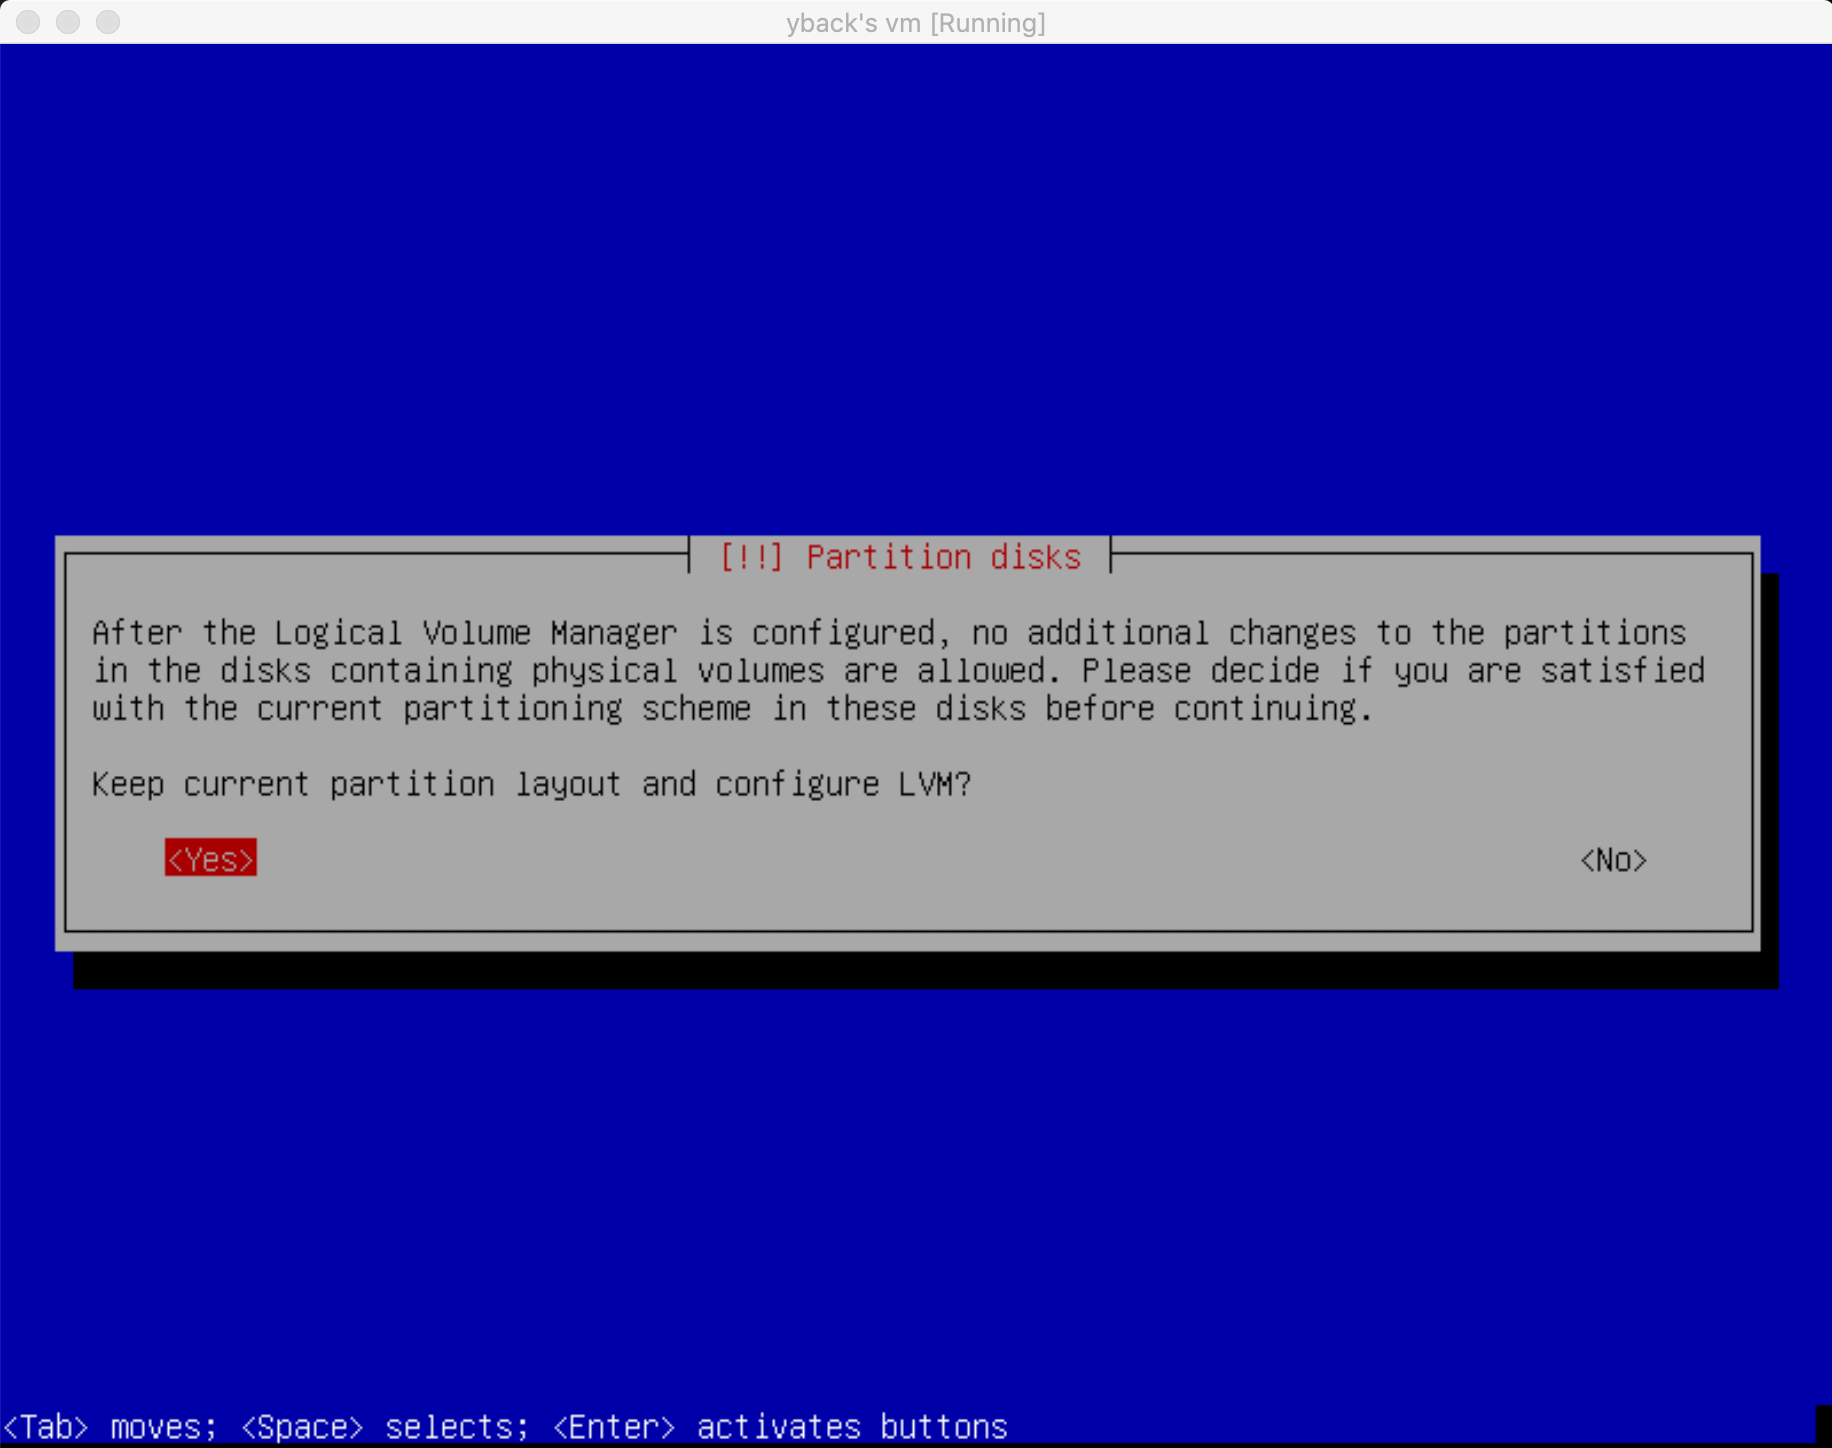 yback's vm [Running]
[!!] Partition disks
After the Logical Volume Manager is configured, no additional changes to the partitions
in the disks containing physical volumes are allowed. Please decide if you are satisfied
with the current partitioning scheme in these disks before continuing.
Keep current partition layout and configure LVM?
<Yes> <No>
<Tab> moves; <Space> selects; <Enter> activates buttons